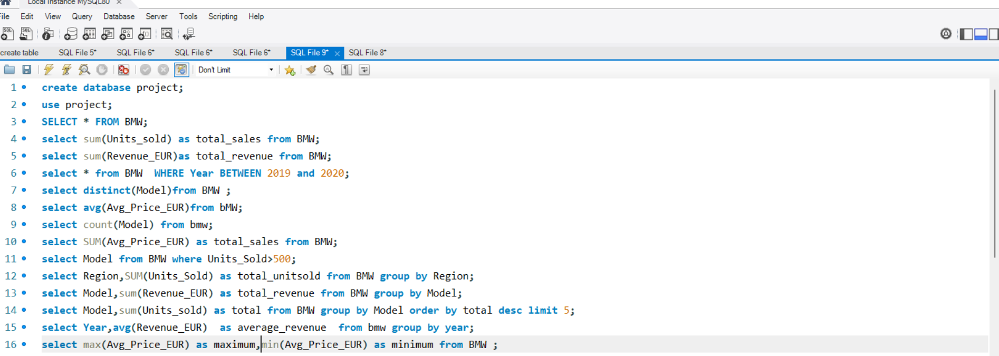 Local instance MySQL80 ×
File Edit View Query Database Server Tools Scripting Help
create table SQL File 5* SQL File 6* SQL File 6* SQL File 6* SQL File 9* × SQL File 8*
Don't Limit
1 create database project;
2 use project;
3 SELECT * FROM BMW;
4 select sum(Units_sold) as total_sales from BMW;
5 select sum(Revenue_EUR)as total_revenue from BMW;
6 select * from BMW  WHERE Year BETWEEN 2019 and 2020;
7 select distinct(Model)from BMW ;
8 select avg(Avg_Price_EUR)from bMW;
9 select count(Model) from bmw;
10 select SUM(Avg_Price_EUR) as total_sales from BMW;
11 select Model from BMW where Units_Sold>500;
12 select Region,SUM(Units_Sold) as total_unitsold from BMW group by Region;
13 select Model,sum(Revenue_EUR) as total_revenue from BMW group by Model;
14 select Model,sum(Units_sold) as total from BMW group by Model order by total desc limit 5;
15 select Year,avg(Revenue_EUR)  as average_revenue  from bmw group by year;
16 select max(Avg_Price_EUR) as maximum,min(Avg_Price_EUR) as minimum from BMW ;